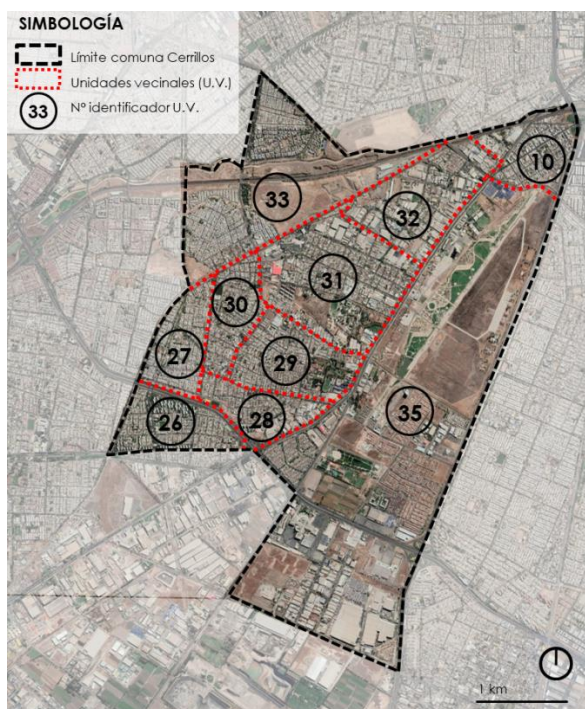 SIMBOLOGÍA
Límite comuna Cerrillos
Unidades vecinales (U.V.)
33 Nº identificador U.V.
10
33
32
31
30
29
27
35
26
28
1 km